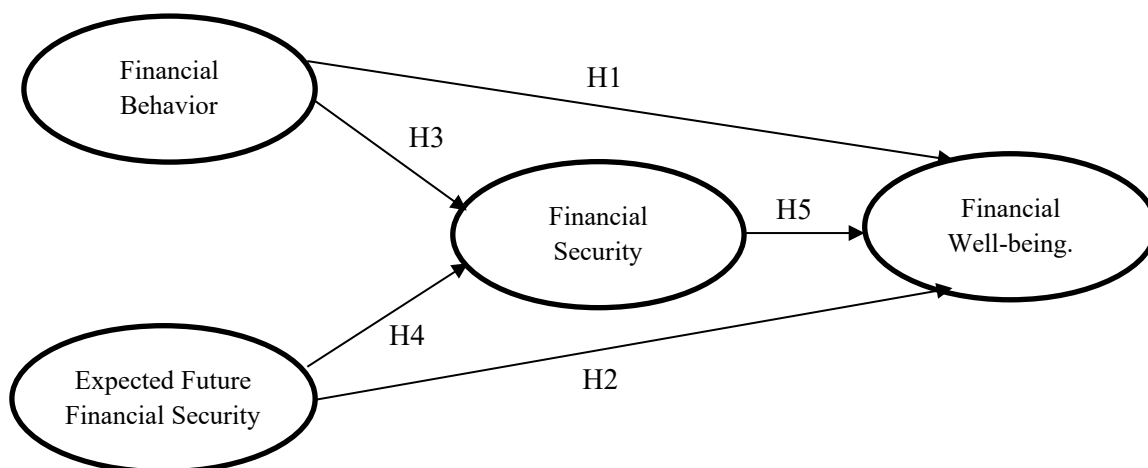 Financial
Behavior
H1
H3
Financial
Security
H5
Financial
Well-being.
H4
H2
Expected Future
Financial Security